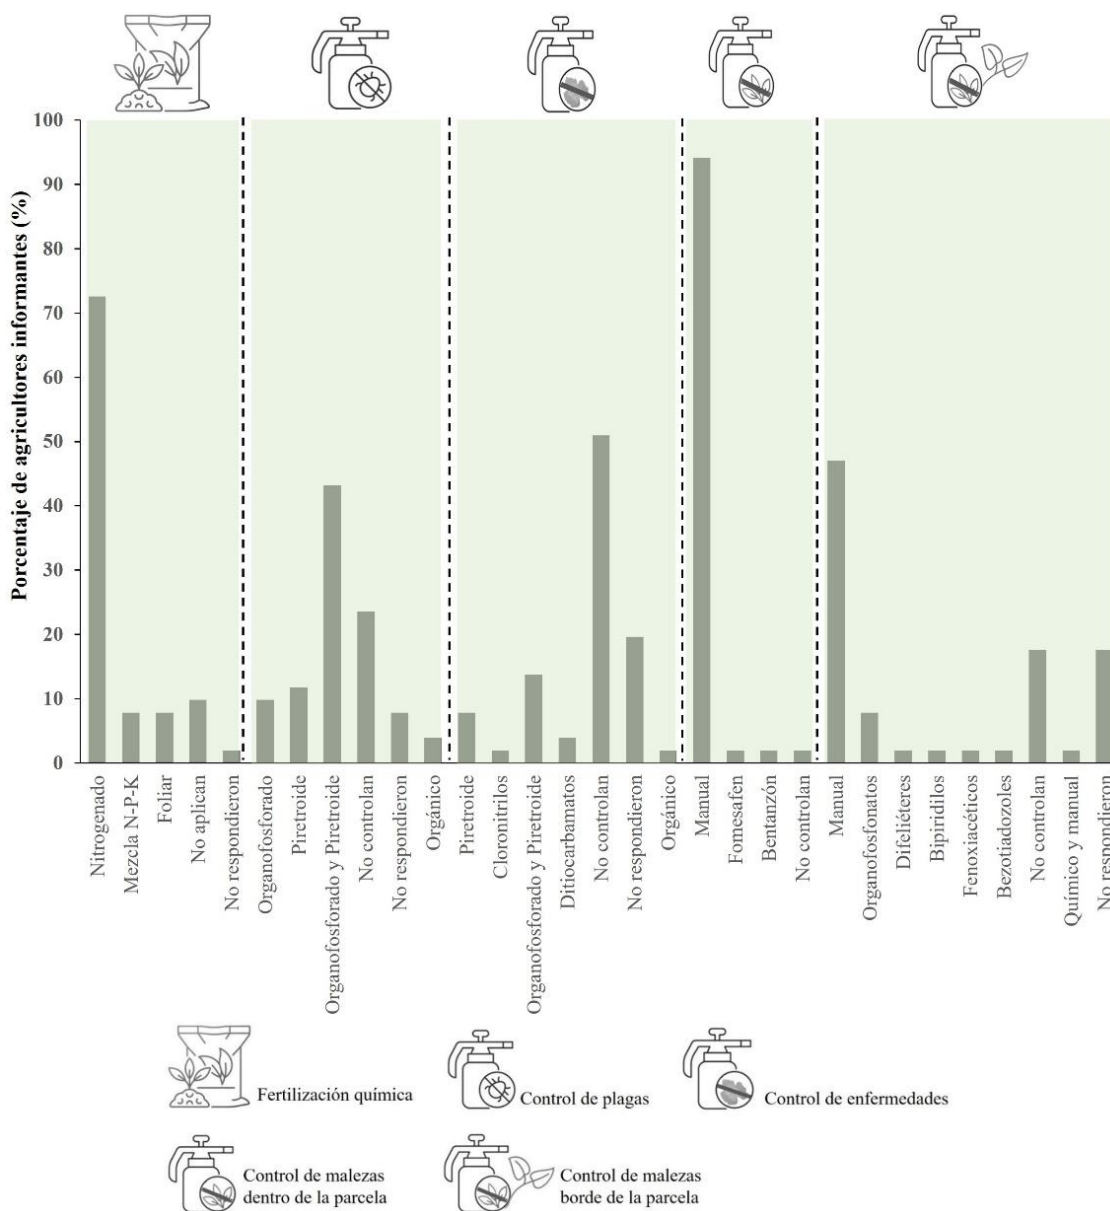 Porcentaje de agricultores informantes (%)
100
90
80
70
60
50
40
30
20
10
0
Nitrogenado
Mezcla N-P-K
Foliar
No aplican
No respondieron
Organofosforado
Piretroide
Organofosforado y Piretroide
No controlan
No respondieron
Orgánico
Piretroide
Cloronitrilos
Organofosforado y Piretroide
Ditiocarbamatos
No controlan
No respondieron
Orgánico
Manual
Fomesafen
Bentanzón
No controlan
Manual
Organofosfonatos
Difeliéteres
Bipiridilos
Fenoxiacéticos
Bezotiadozoles
No controlan
Químico y manual
No respondieron
Fertilización química
Control de plagas
Control de enfermedades
Control de malezas
dentro de la parcela
Control de malezas
borde de la parcela